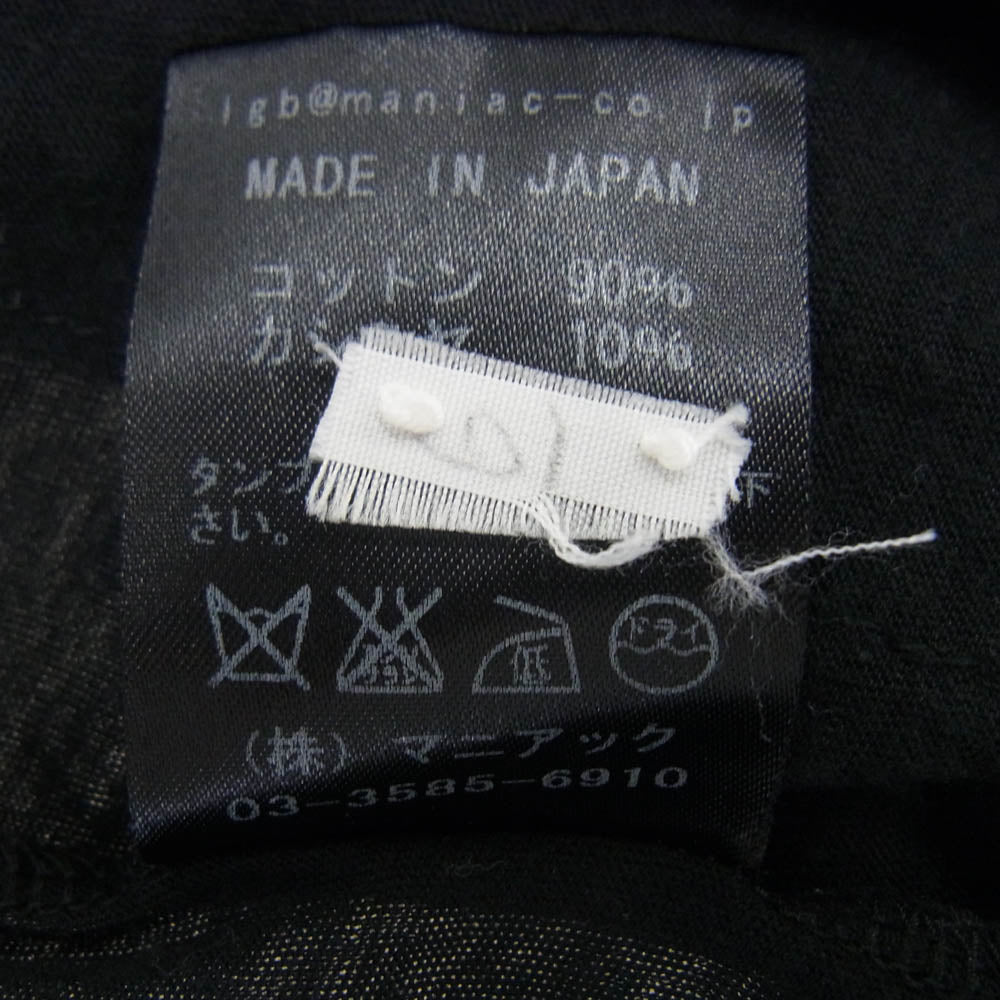 lgb@maniac-co.jp
MADE IN JAPAN
コットン 90%
10%
さい。
低 ドライ
(株)マニアック
03-3585-6910